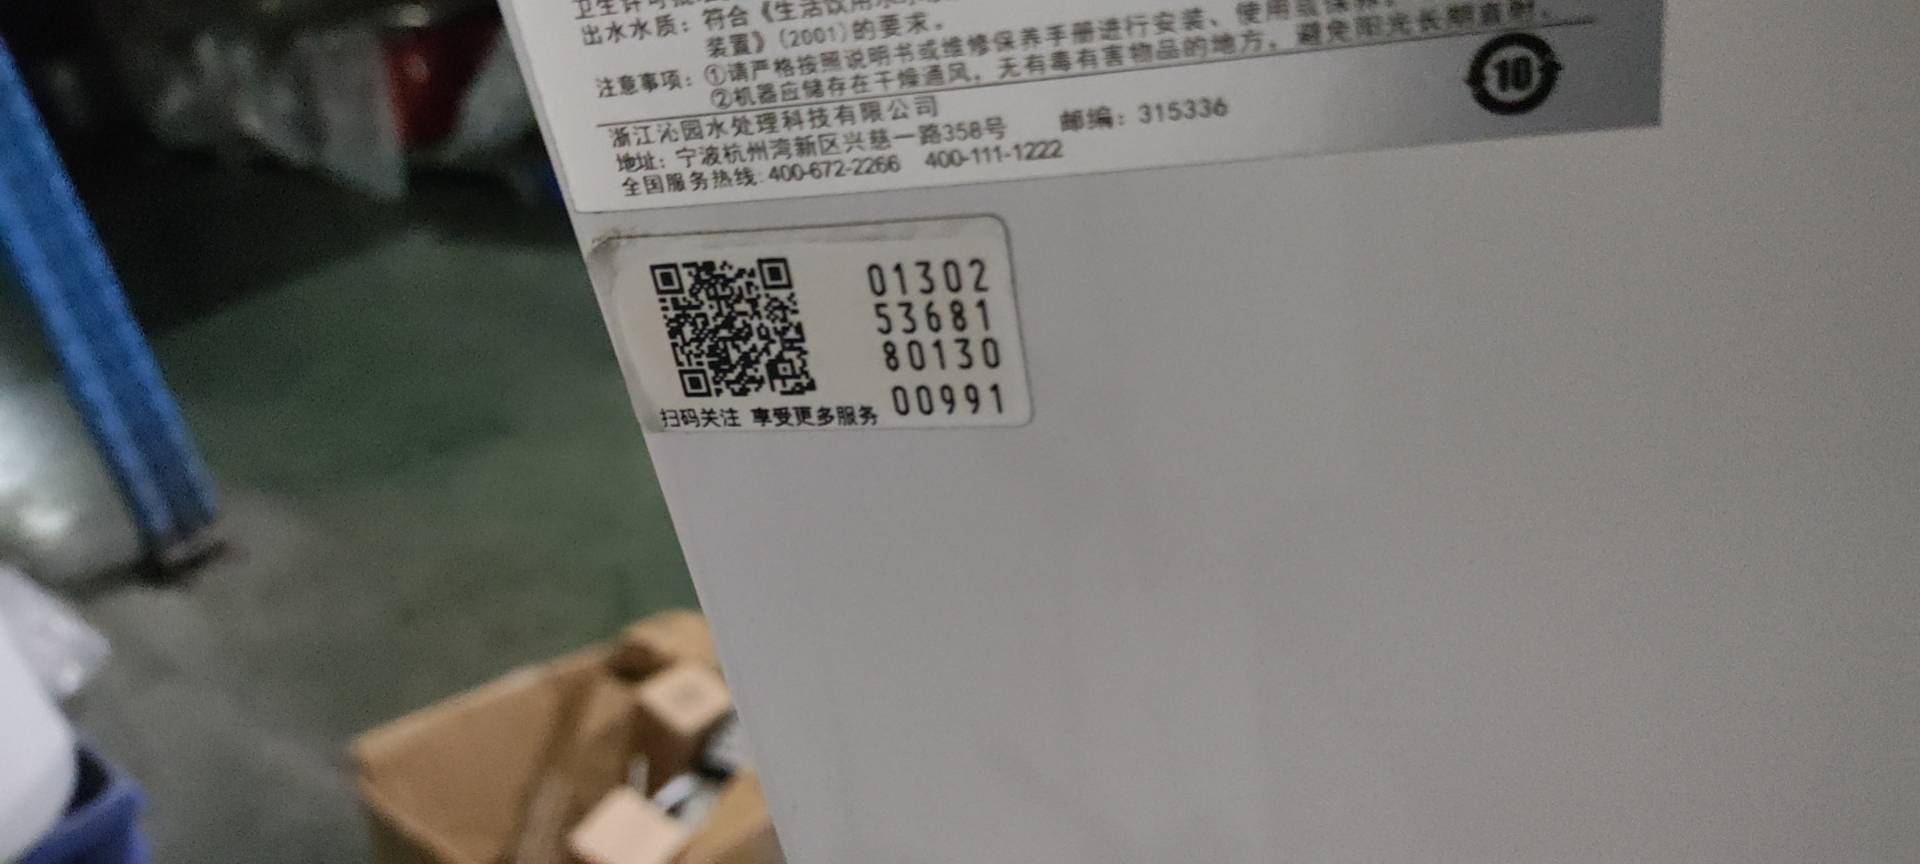 出水水质：符合《生活饮用水
装置》(2001)的要求。
注意事项：①请严格按照说明书或维修保养手册进行安装、使用或保养。
②机器应储存在干燥通风，无有毒有害物品的地方，避免阳光长期直射。
浙江沁园水处理科技有限公司
地址：宁波杭州湾新区兴慈一路358号 邮编：315336
全国服务热线：400-672-2266 400-111-1222
10
01302
53681
80130
00991
扫码关注 享受更多服务